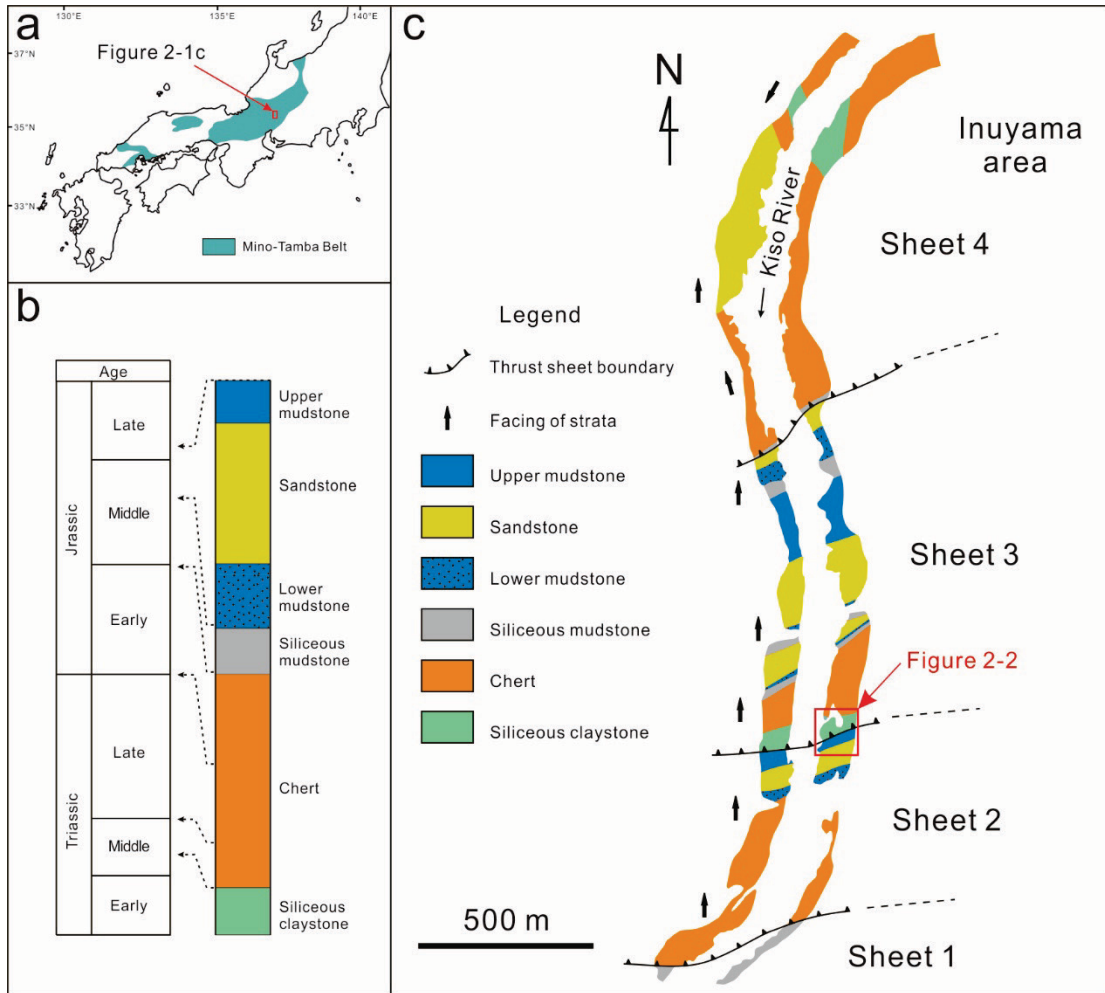 a
130°E
135°E
140°E
Figure 2-1c
37°N
35°N
33°N
Mino-Tamba Belt
b
Age
Jrassic
Late
Middle
Early
Triassic
Late
Middle
Early
Upper
mudstone
Sandstone
Lower
mudstone
Siliceous
mudstone
Chert
Siliceous
claystone
c
N
Inuyama
area
Kiso River
Sheet 4
Legend
Thrust sheet boundary
Facing of strata
Upper mudstone
Sandstone
Lower mudstone
Siliceous mudstone
Chert
Siliceous claystone
Sheet 3
Figure 2-2
Sheet 2
500 m
Sheet 1